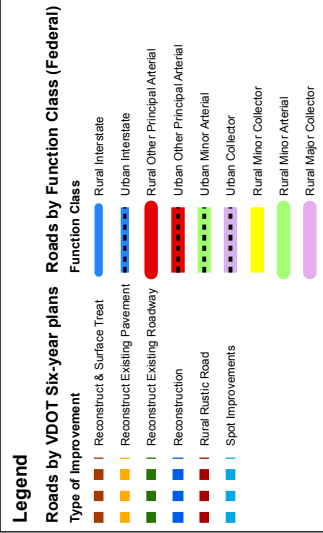 Legend
Roads by VDOT Six-year plans
Type of Improvement
Reconstruct & Surface Treat
Reconstruct Existing Pavement
Reconstruct Existing Roadway
Reconstruction
Rural Rustic Road
Spot Improvements
Roads by Function Class (Federal)
Function Class
Rural Interstate
Urban Interstate
Rural Other Principal Arterial
Urban Other Principal Arterial
Urban Minor Arterial
Urban Collector
Rural Minor Collector
Rural Minor Arterial
Rural Major Collector